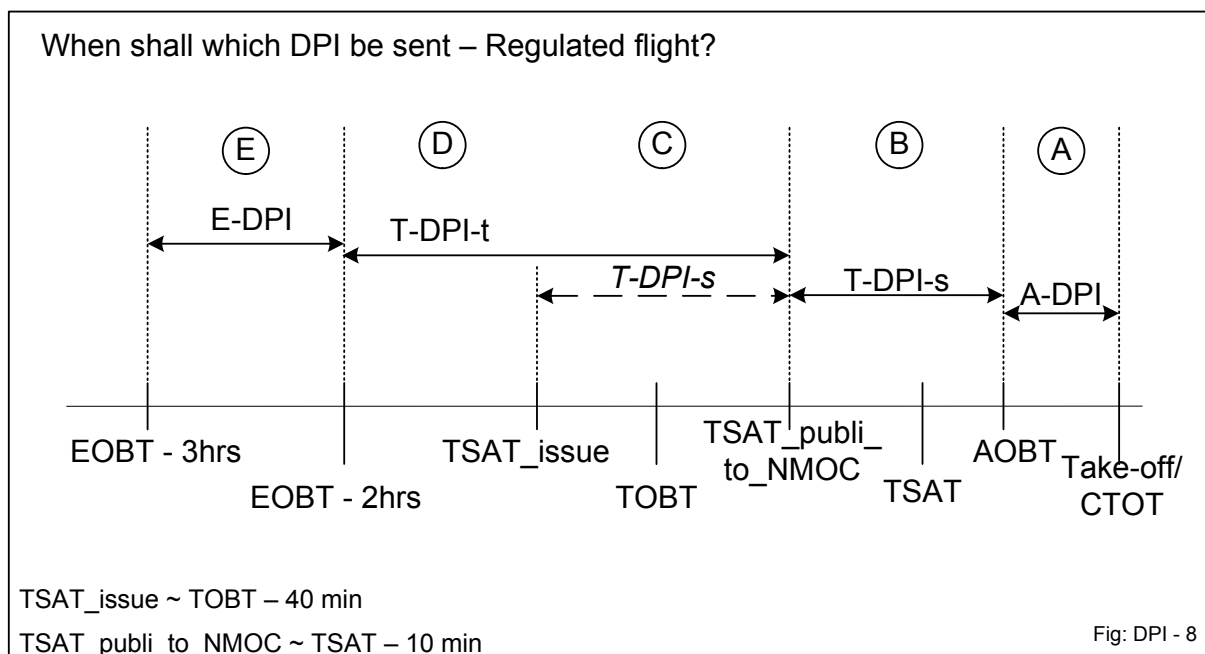 When shall which DPI be sent – Regulated flight?
E
D
C
B
A
E-DPI
T-DPI-t
T-DPI-s
T-DPI-s
A-DPI
EOBT - 3hrs
EOBT - 2hrs
TSAT_issue
TOBT
TSAT_publi_
to_NMOC
TSAT
AOBT
Take-off/
CTOT
TSAT_issue ~ TOBT – 40 min
TSAT_publi_to_NMOC ~ TSAT – 10 min
Fig: DPI - 8